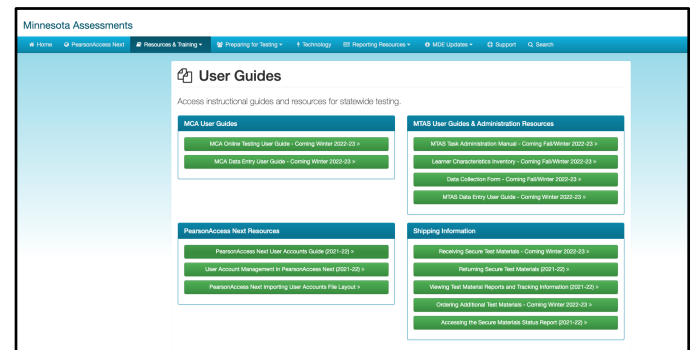 Minnesota Assessments
Home PearsonAccess Next Resources & Training Preparing for Testing Technology Reporting Resources MDE Updates Support Search
User Guides
Access instructional guides and resources for statewide testing.
MCA User Guides
MCA Online Testing User Guide - Coming Winter 2022-23 »
MCA Data Entry User Guide - Coming Winter 2022-23 »
MTAS User Guides & Administration Resources
MTAS Task Administration Manual - Coming Fall/Winter 2022-23 »
Learner Characteristics Inventory - Coming Fall/Winter 2022-23 »
Data Collection Form - Coming Fall/Winter 2022-23 »
MTAS Data Entry User Guide - Coming Winter 2022-23 »
PearsonAccess Next Resources
PearsonAccess Next User Accounts Guide (2021-22) »
User Account Management in PearsonAccess Next (2021-22) »
PearsonAccess Next Importing User Accounts File Layout »
Shipping Information
Receiving Secure Test Materials - Coming Winter 2022-23 »
Returning Secure Test Materials (2021-22) »
Viewing Test Material Reports and Tracking Information (2021-22) »
Ordering Additional Test Materials - Coming Winter 2022-23 »
Accessing the Secure Materials Status Report (2021-22) »